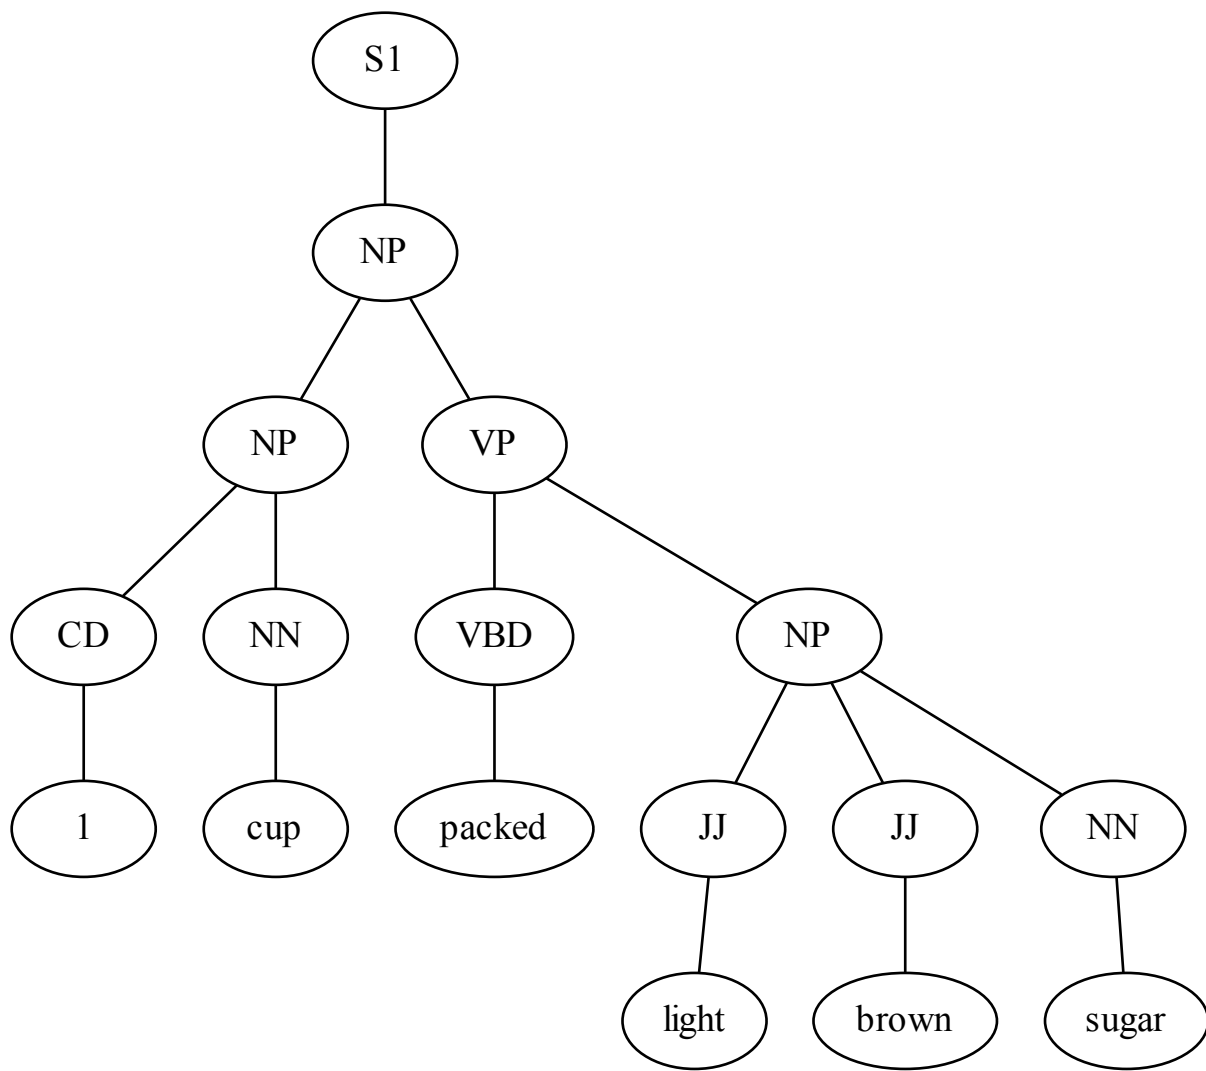 S1
NP
NP VP
CD NN VBD NP
1 cup packed JJ JJ NN
light brown sugar